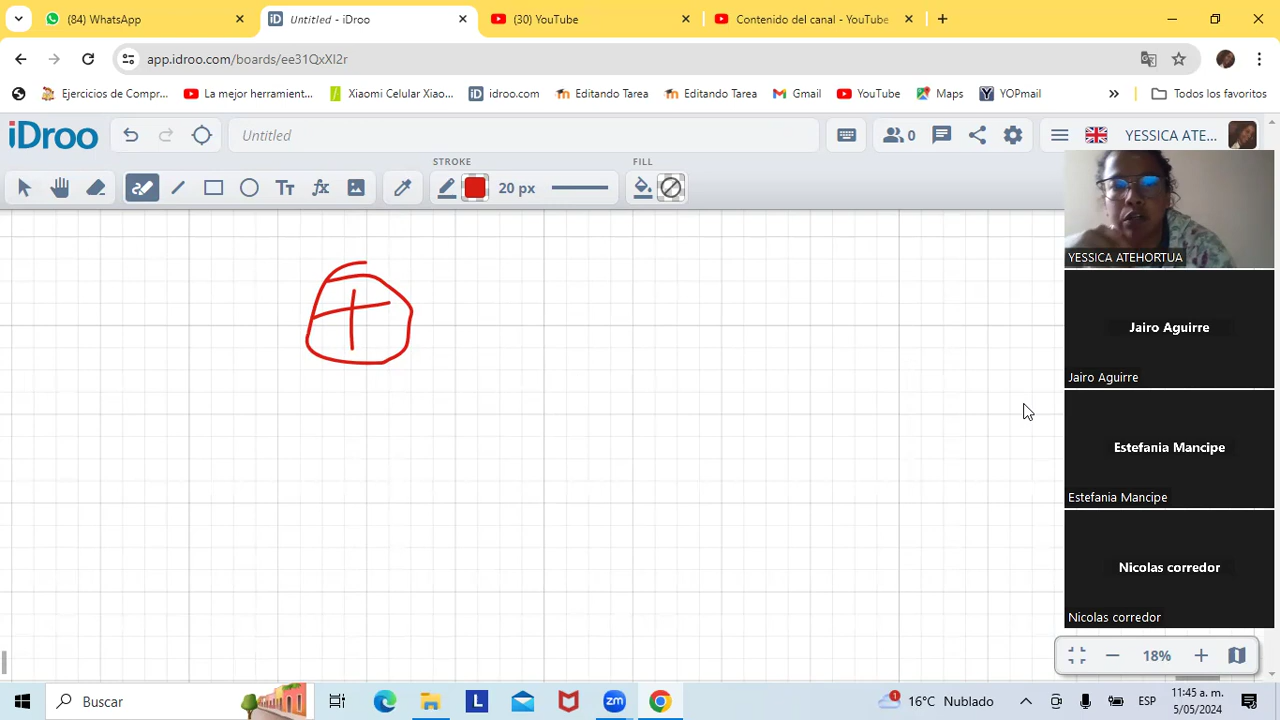 (84) WhatsApp
Untitled - iDroo
(30) YouTube
Contenido del canal - YouTube
app.idroo.com/boards/ee31QxXl2r
Ejercicios de Compr...
La mejor herramient...
Xiaomi Celular Xiao...
idroo.com
Editando Tarea
Editando Tarea
Gmail
YouTube
Maps
YOPmail
Todos los favoritos
iDroo
Untitled
0
YESSICA ATE...
STROKE
FILL
20 px
+
YESSICA ATEHORTUA
Jairo Aguirre
Jairo Aguirre
Estefania Mancipe
Estefania Mancipe
Nicolas corredor
Nicolas corredor
18%
Buscar
16°C Nublado
ESP
11:45 a. m.
5/05/2024